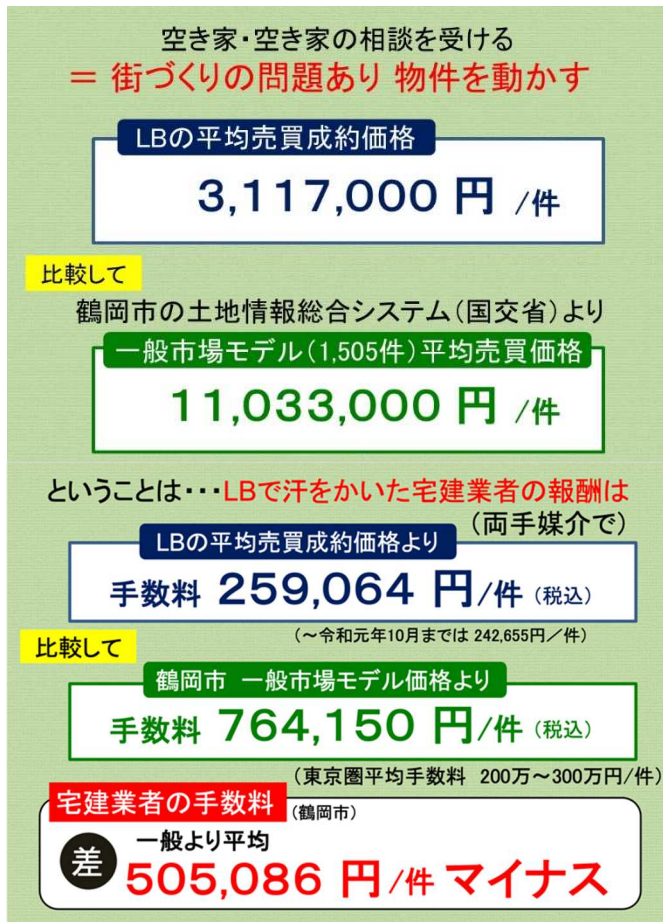 空き家・空き家の相談を受ける
＝ 街づくりの問題あり 物件を動かす
LBの平均売買成約価格
3,117,000 円 /件
比較して
鶴岡市の土地情報総合システム(国交省)より
一般市場モデル(1,505件)平均売買価格
11,033,000 円 /件
ということは・・・LBで汗をかいた宅建業者の報酬は
(両手媒介で)
LBの平均売買成約価格より
手数料 259,064 円/件 (税込)
(～令和元年10月までは 242,655円／件)
比較して
鶴岡市 一般市場モデル価格より
手数料 764,150 円/件 (税込)
(東京圏平均手数料 200万～300万円/件)
宅建業者の手数料 (鶴岡市)
差 一般より平均
505,086 円/件 マイナス